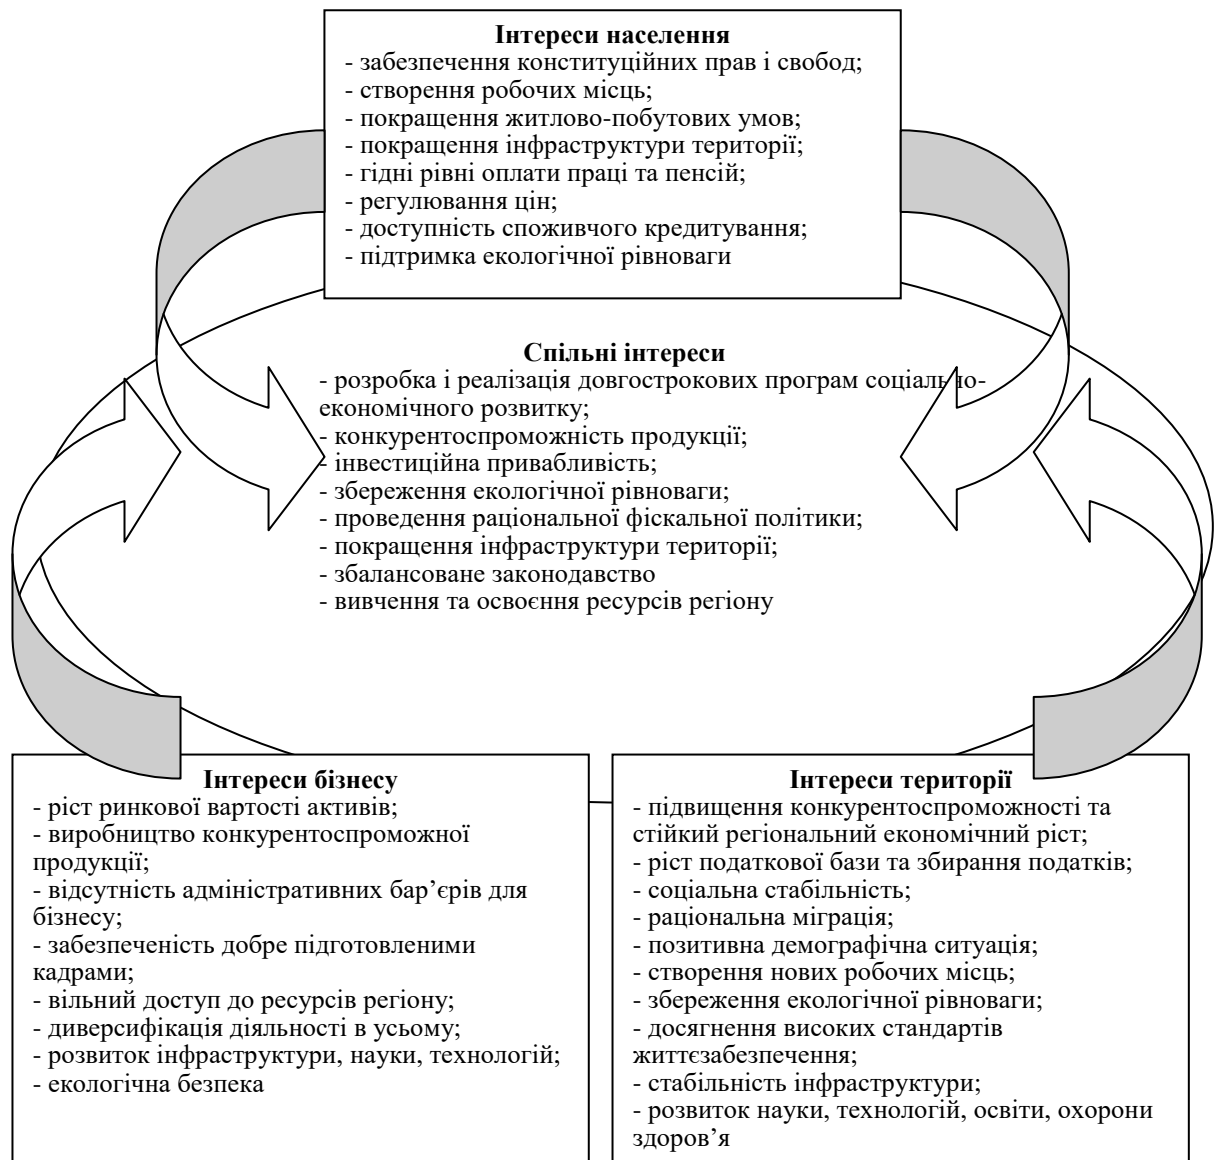 Інтереси населення
- забезпечення конституційних прав і свобод;
- створення робочих місць;
- покращення житлово-побутових умов;
- покращення інфраструктури території;
- гідні рівні оплати праці та пенсій;
- регулювання цін;
- доступність споживчого кредитування;
- підтримка екологічної рівноваги
Спільні інтереси
- розробка і реалізація довгострокових програм соціально-
економічного розвитку;
- конкурентоспроможність продукції;
- інвестиційна привабливість;
- збереження екологічної рівноваги;
- проведення раціональної фіскальної політики;
- покращення інфраструктури території;
- збалансоване законодавство
- вивчення та освоєння ресурсів регіону
Інтереси бізнесу
- ріст ринкової вартості активів;
- виробництво конкурентоспроможної
продукції;
- відсутність адміністративних бар’єрів для
бізнесу;
- забезпеченість добре підготовленими
кадрами;
- вільний доступ до ресурсів регіону;
- диверсифікація діяльності в усьому;
- розвиток інфраструктури, науки, технологій;
- екологічна безпека
Інтереси території
- підвищення конкурентоспроможності та
стійкий регіональний економічний ріст;
- ріст податкової бази та збирання податків;
- соціальна стабільність;
- раціональна міграція;
- позитивна демографічна ситуація;
- створення нових робочих місць;
- збереження екологічної рівноваги;
- досягнення високих стандартів
життєзабезпечення;
- стабільність інфраструктури;
- розвиток науки, технологій, освіти, охорони
здоров’я